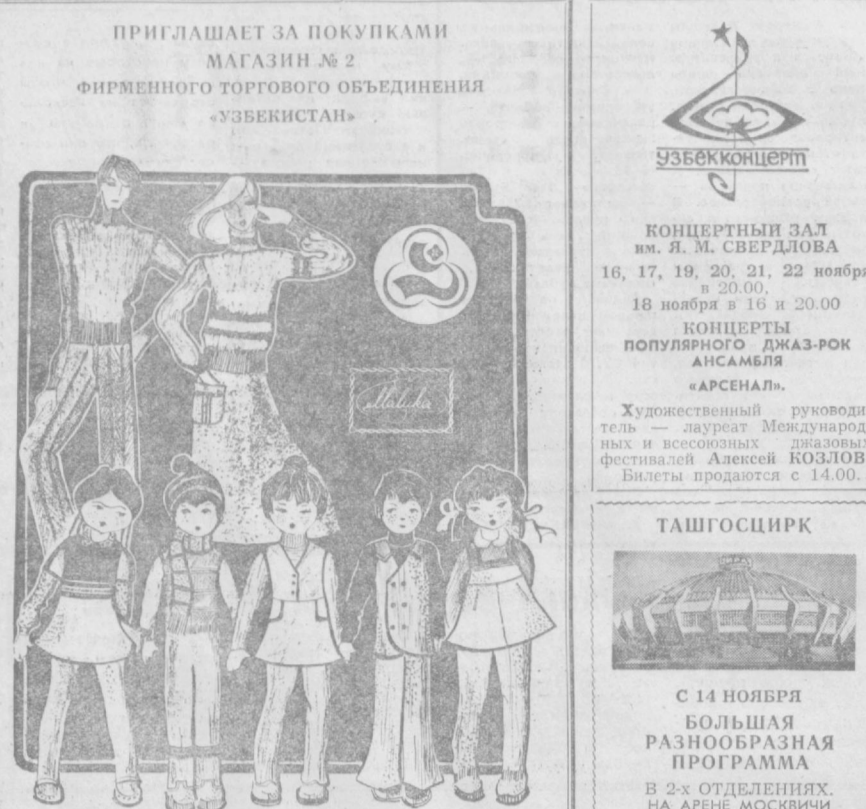 ПРИГЛАШАЕТ ЗА ПОКУПКАМИ
МАГАЗИН № 2
ФИРМЕННОГО ТОРГОВОГО ОБЪЕДИНЕНИЯ
«УЗБЕКИСТАН»
Malika
УЗБЕККОНЦЕРТ
КОНЦЕРТНЫЙ ЗАЛ
им. Я. М. СВЕРДЛОВА
16, 17, 19, 20, 21, 22 ноября
в 20.00,
18 ноября в 16 и 20.00
КОНЦЕРТЫ
ПОПУЛЯРНОГО ДЖАЗ-РОК
АНСАМБЛЯ
«АРСЕНАЛ».
Художественный руководи
тель — лауреат Международ
ных и всесоюзных джазовых
фестивалей Алексей КОЗЛОВ
Билеты продаются с 14.00.
ТАШГОСЦИРК
С 14 НОЯБРЯ
БОЛЬШАЯ
РАЗНООБРАЗНАЯ
ПРОГРАММА
В 2-х ОТДЕЛЕНИЯХ.
НА АРЕНЕ МОСКВИЧИ